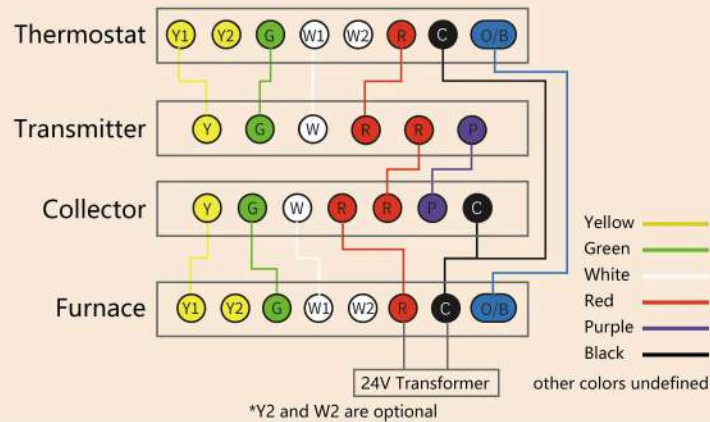 Thermostat Y1 Y2 G W1 W2 R C O/B
Transmitter Y G W R R P
Collector Y G W R R P C
Furnace Y1 Y2 G W1 W2 R C O/B
24V Transformer
*Y2 and W2 are optional
Yellow
Green
White
Red
Purple
Black
other colors undefined